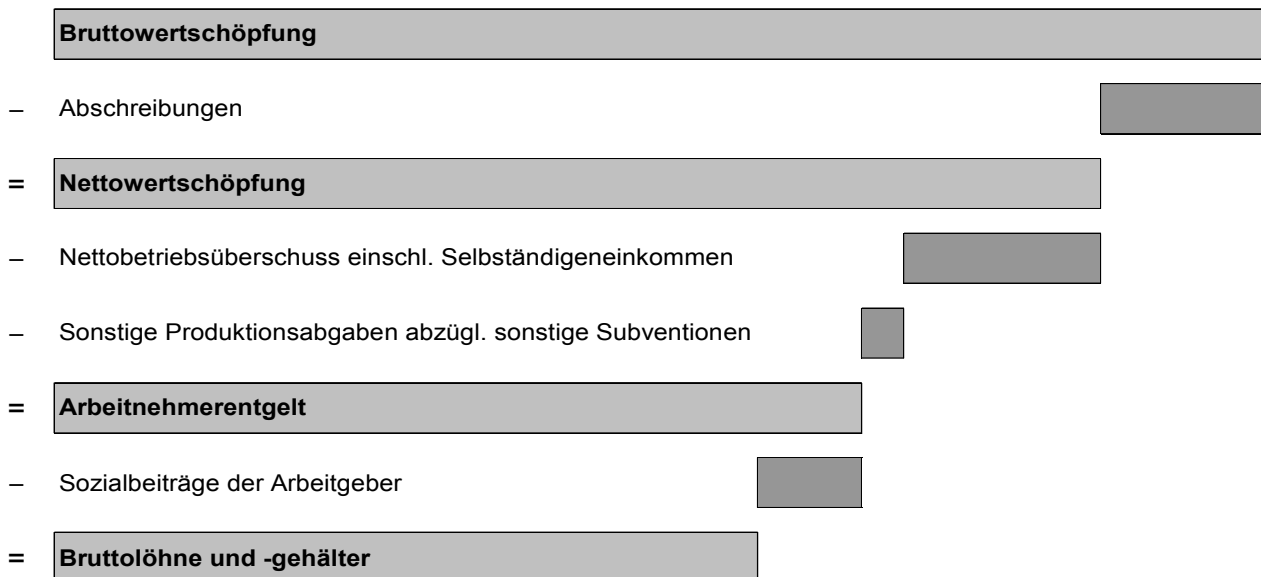 Bruttowertschöpfung
– Abschreibungen
= Nettowertschöpfung
– Nettobetriebsüberschuss einschl. Selbständigeneinkommen
– Sonstige Produktionsabgaben abzügl. sonstige Subventionen
= Arbeitnehmerentgelt
– Sozialbeiträge der Arbeitgeber
= Bruttolöhne und -gehälter